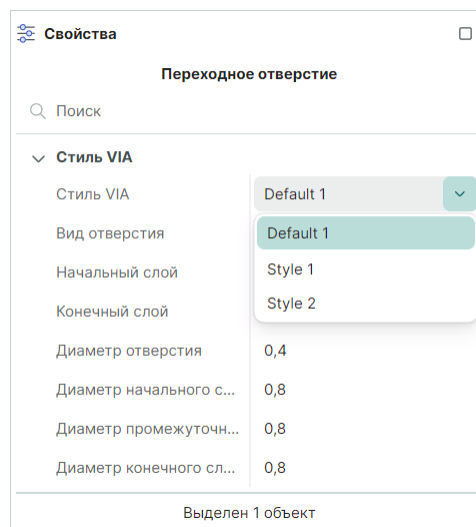 Свойства
Переходное отверстие
Поиск
Стиль VIA
Стиль VIA Default 1
Вид отверстия Default 1
Начальный слой Style 1
Конечный слой Style 2
Диаметр отверстия 0,4
Диаметр начального с... 0,8
Диаметр промежуточн... 0,8
Диаметр конечного сл... 0,8
Выделен 1 объект